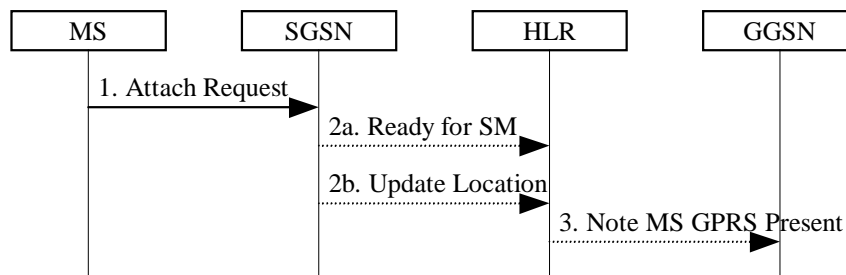 MS
SGSN
HLR
GGSN
1. Attach Request
2a. Ready for SM
2b. Update Location
3. Note MS GPRS Present